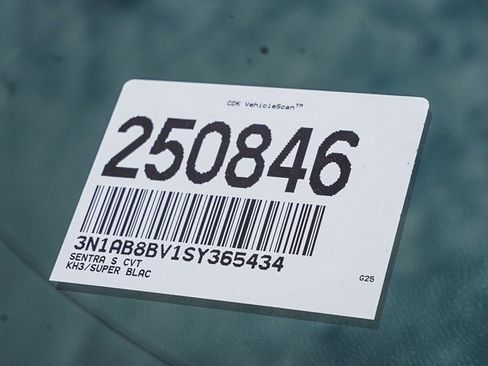 CDK VehicleScan™
250846
3N1AB8BV1SY365434
SENTRA S CVT
KH3/SUPER BLAC
G25